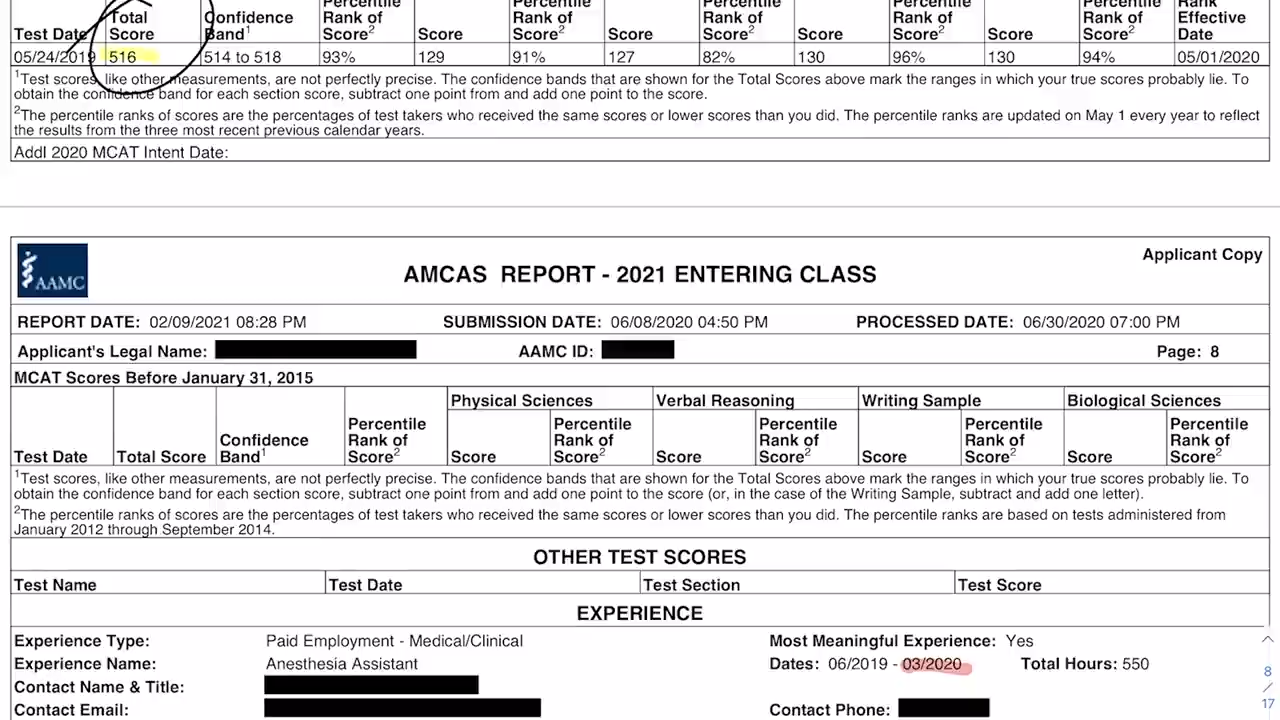 Percentile Percentile Percentile Percentile Percentile Rank
Total Confidence Rank of Rank of Rank of Rank of Rank of Effective
Test Date Score Band1 Score2 Score Score2 Score Score2 Score Score2 Score Score2 Date
05/24/2019 516 514 to 518 93% 129 91% 127 82% 130 96% 130 94% 05/01/2020
1Test scores, like other measurements, are not perfectly precise. The confidence bands that are shown for the Total Scores above mark the ranges in which your true scores probably lie. To
obtain the confidence band for each section score, subtract one point from and add one point to the score.
2The percentile ranks of scores are the percentages of test takers who received the same scores or lower scores than you did. The percentile ranks are updated on May 1 every year to reflect
the results from the three most recent previous calendar years.
Addl 2020 MCAT Intent Date:
AAMC
Applicant Copy
AMCAS REPORT - 2021 ENTERING CLASS
REPORT DATE: 02/09/2021 08:28 PM SUBMISSION DATE: 06/08/2020 04:50 PM PROCESSED DATE: 06/30/2020 07:00 PM
Applicant's Legal Name: AAMC ID: Page: 8
MCAT Scores Before January 31, 2015
Physical Sciences Verbal Reasoning Writing Sample Biological Sciences
Percentile Percentile Percentile Percentile Percentile
Confidence Rank of Rank of Rank of Rank of Rank of
Test Date Total Score Band1 Score2 Score Score2 Score Score2 Score Score2 Score Score2
1Test scores, like other measurements, are not perfectly precise. The confidence bands that are shown for the Total Scores above mark the ranges in which your true scores probably lie. To
obtain the confidence band for each section score, subtract one point from and add one point to the score (or, in the case of the Writing Sample, subtract and add one letter).
2The percentile ranks of scores are the percentages of test takers who received the same scores or lower scores than you did. The percentile ranks are based on tests administered from
January 2012 through September 2014.
OTHER TEST SCORES
Test Name Test Date Test Section Test Score
EXPERIENCE
Experience Type: Paid Employment - Medical/Clinical Most Meaningful Experience: Yes
Experience Name: Anesthesia Assistant Dates: 06/2019 - 03/2020 Total Hours: 550
Contact Name & Title:
Contact Email: Contact Phone:
8
/
17